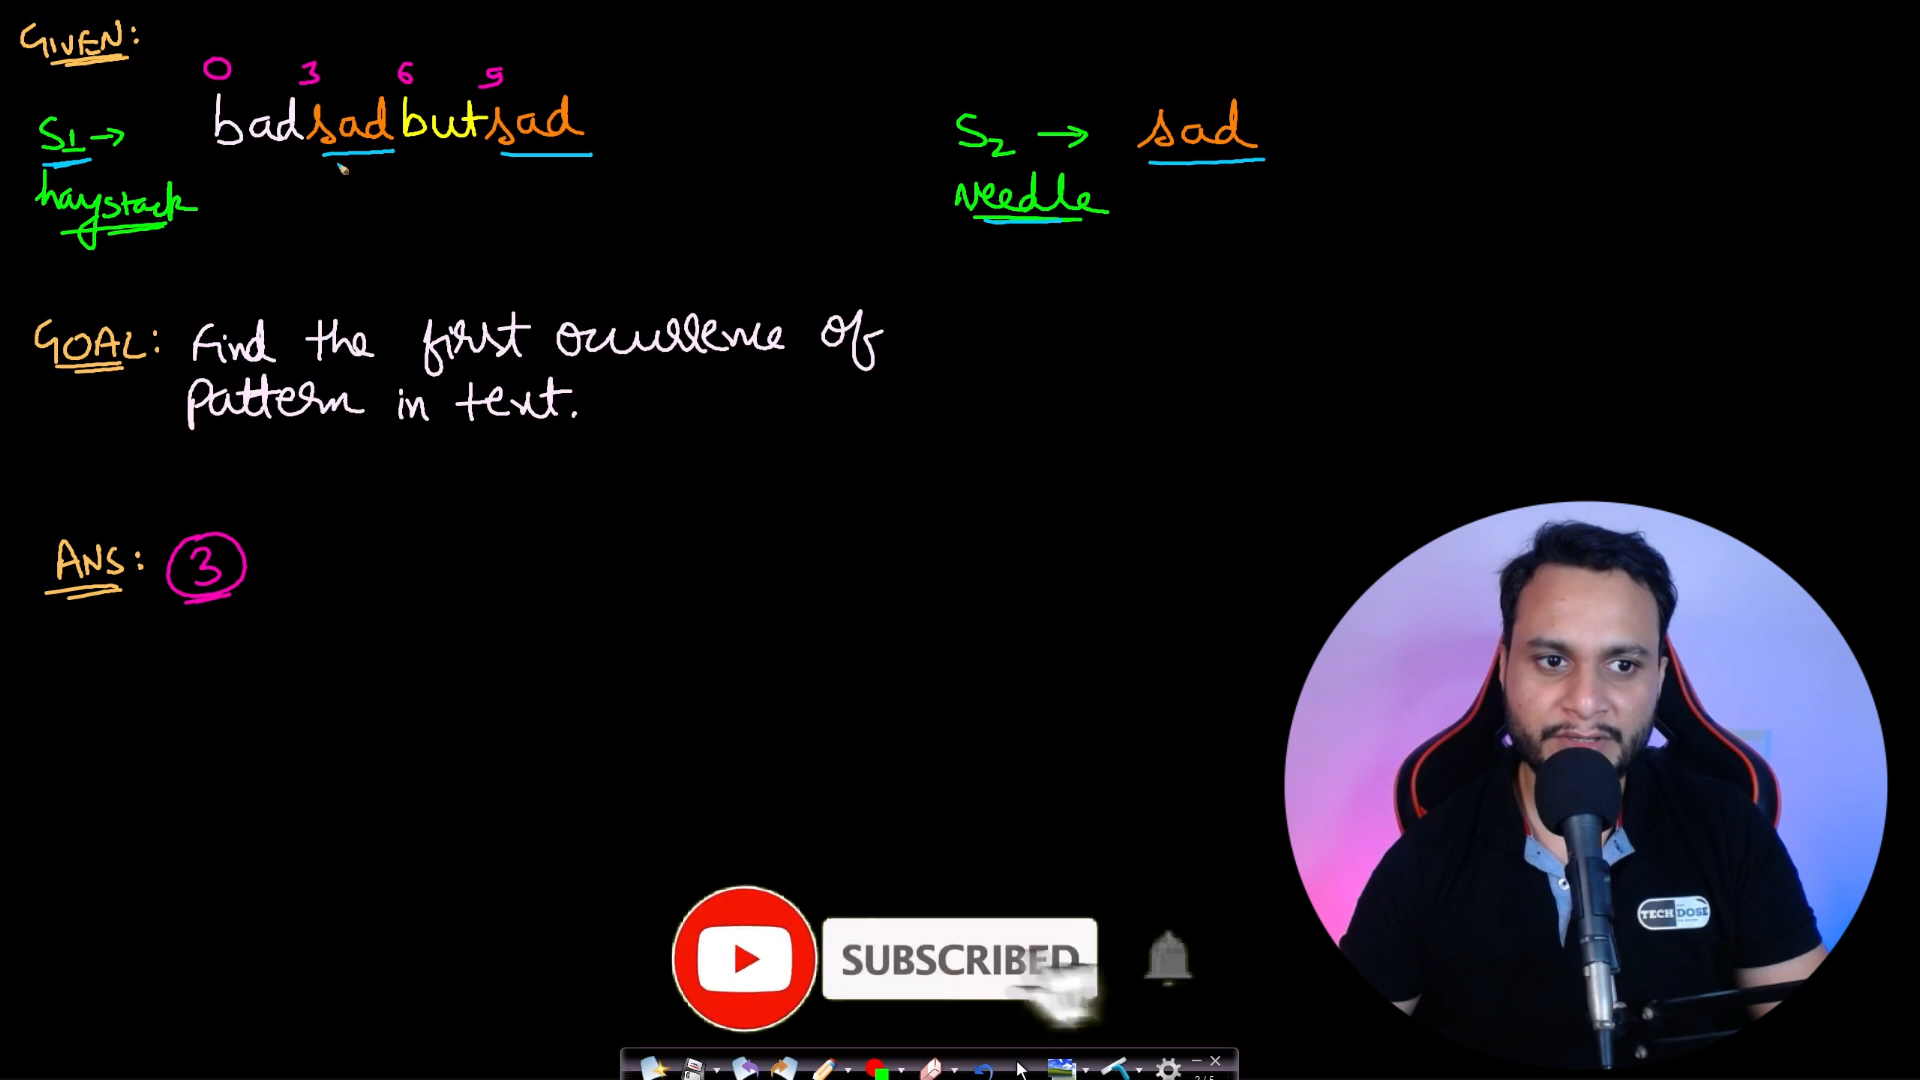 GIVEN:
0 3 6 9
S1 → badsadbutsad
haystack
S2 → sad
Needle
GOAL: Find the first ocurrence of
pattern in text.
ANS: 3
SUBSCRIBED
TECH DOSE